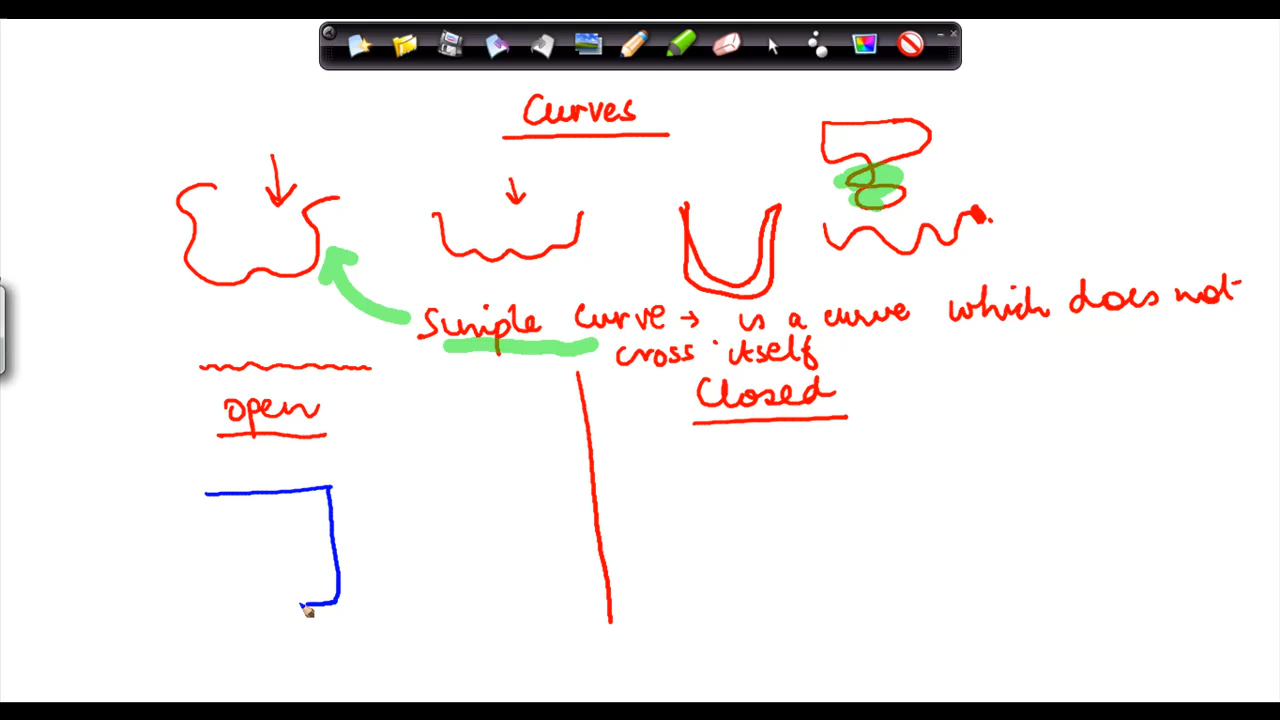 Curves
Simple curve → is a curve which does not
cross itself
Closed
open